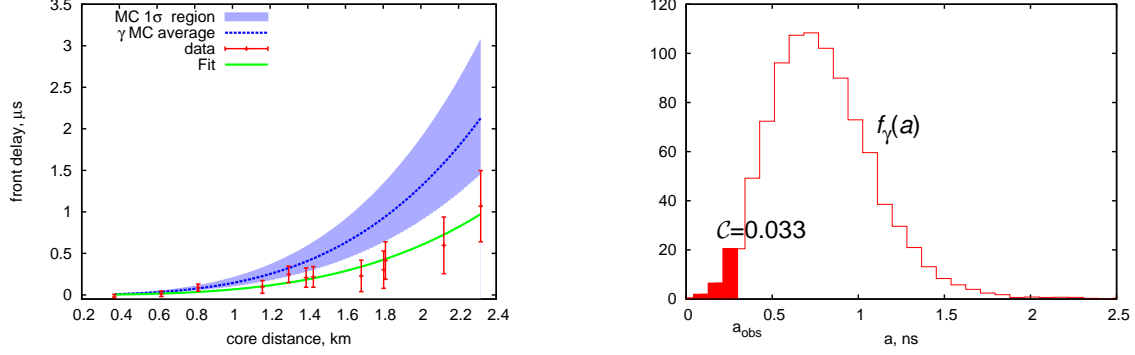 front delay, μs
3.5
3
2.5
2
1.5
1
0.5
0
MC 1σ region
γ MC average
data
Fit
0.2 0.4 0.6 0.8 1 1.2 1.4 1.6 1.8 2 2.2 2.4
core distance, km
120
100
80
60
40
20
0
fγ(a)
C=0.033
0 0.5 1 1.5 2 2.5
a_obs
a, ns